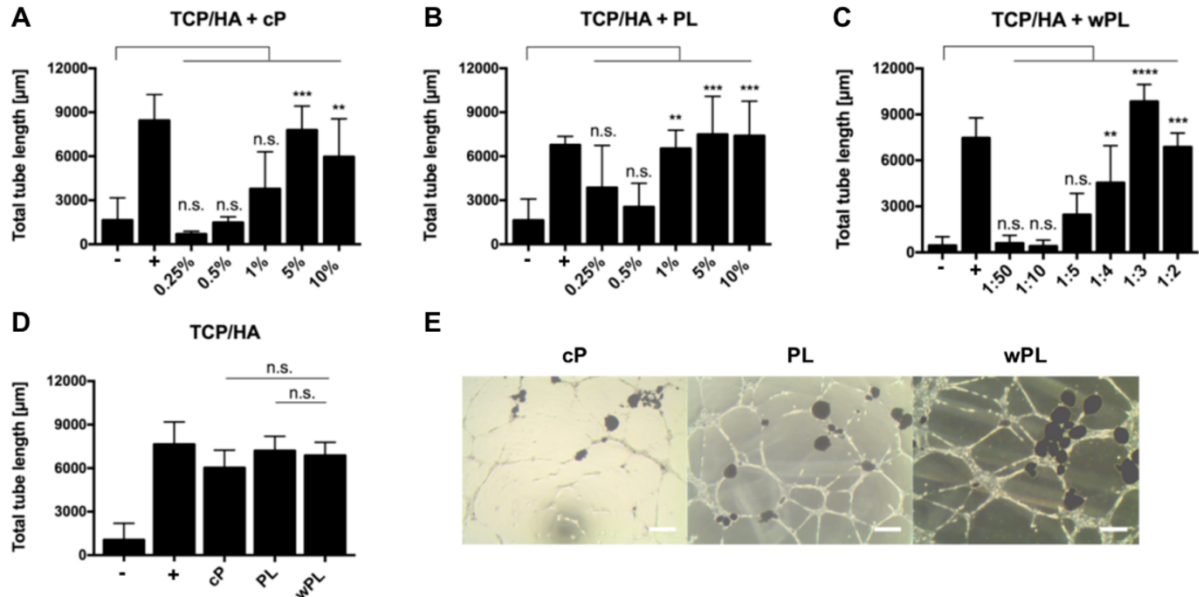 A
TCP/HA + cP
Total tube length [µm]
12000
9000
6000
3000
0
n.s.
n.s.
n.s.
***
**
-
+
0.25%
0.5%
1%
5%
10%
B
TCP/HA + PL
Total tube length [µm]
12000
9000
6000
3000
0
n.s.
n.s.
**
***
***
-
+
0.25%
0.5%
1%
5%
10%
C
TCP/HA + wPL
Total tube length [µm]
12000
9000
6000
3000
0
n.s.
n.s.
n.s.
**
****
***
-
+
1:50
1:10
1:5
1:4
1:3
1:2
D
TCP/HA
Total tube length [µm]
12000
9000
6000
3000
0
n.s.
n.s.
-
+
cP
PL
wPL
E
cP
PL
wPL